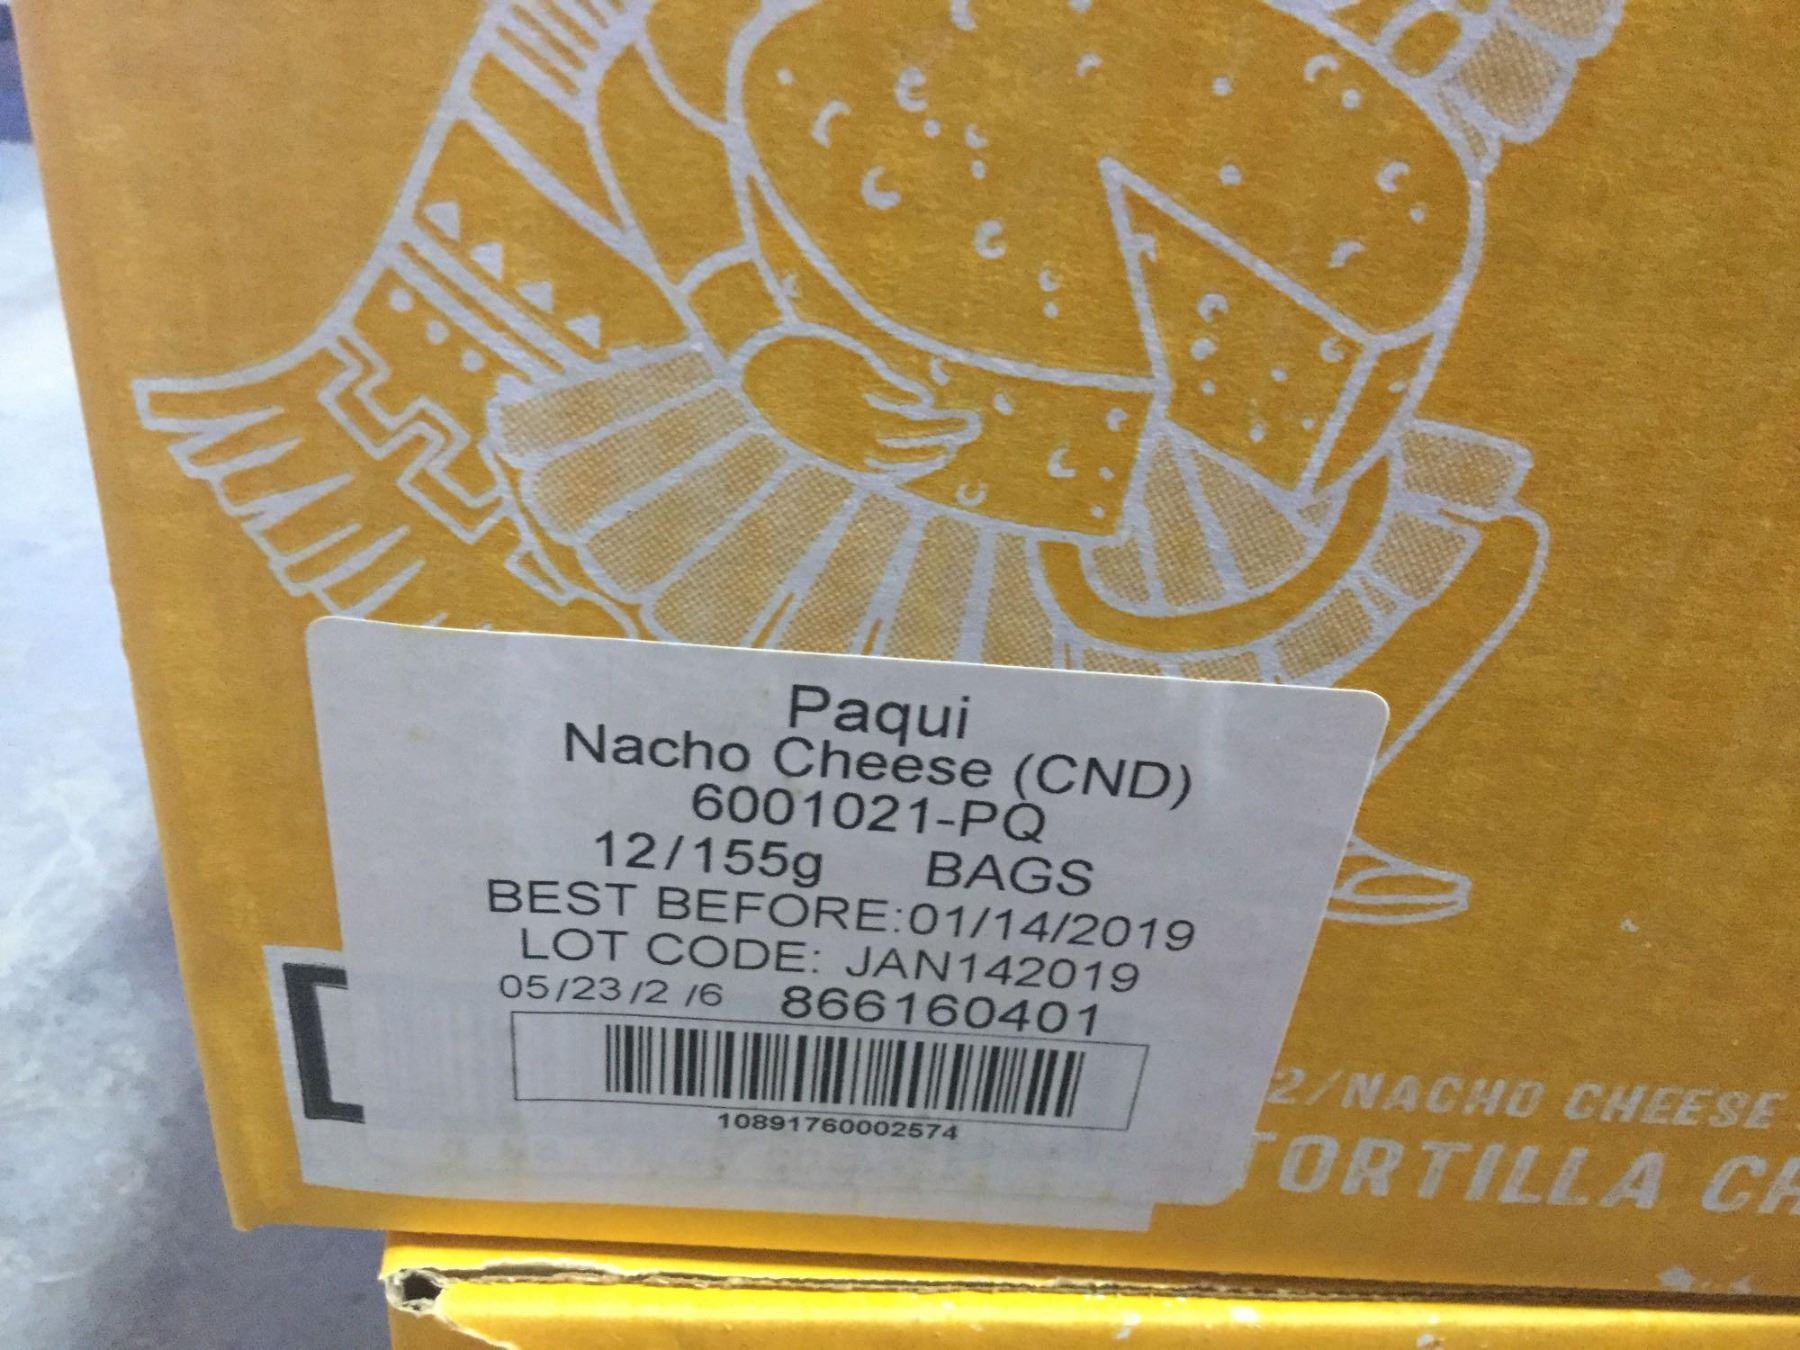 Paqui
Nacho Cheese (CND)
6001021-PQ
12/155g BAGS
BEST BEFORE:01/14/2019
LOT CODE: JAN142019
05/23/2 /6 866160401
10891760002574
2/NACHO CHEESE
TORTILLA CH